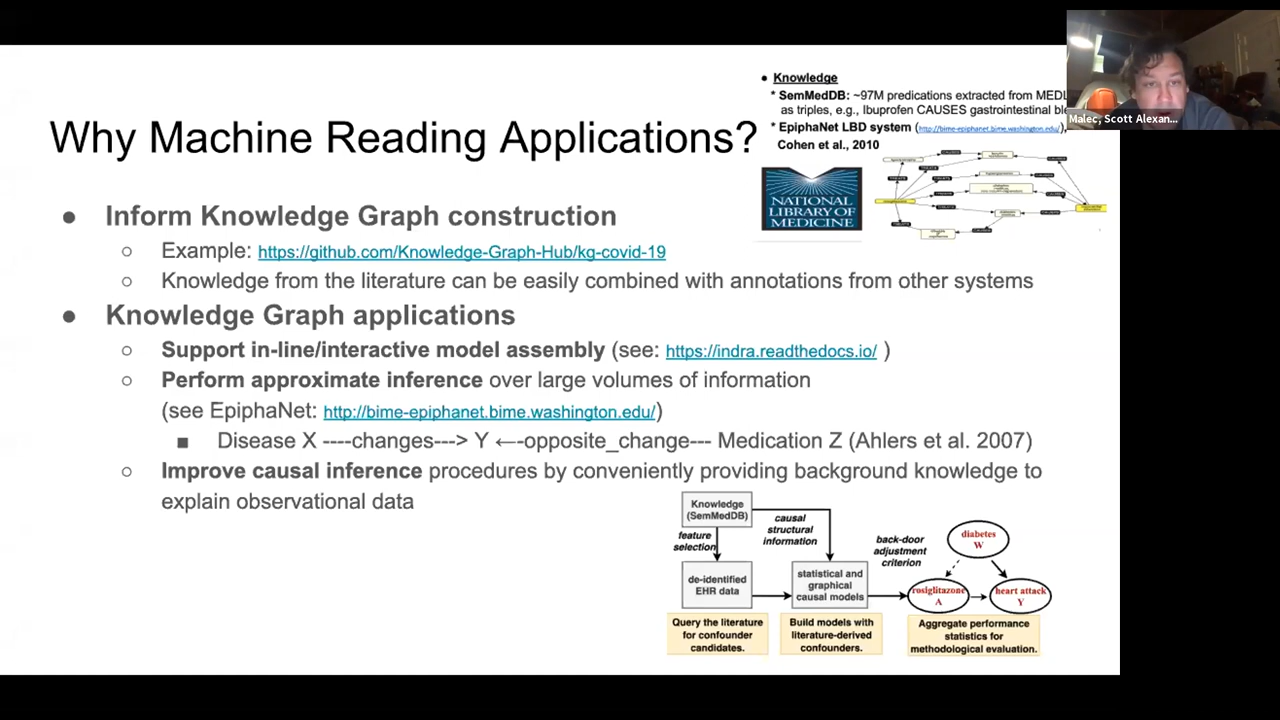 Why Machine Reading Applications?
● Knowledge
* SemMedDB: ~97M predications extracted from MEDL
as triples, e.g., Ibuprofen CAUSES gastrointestinal ble
* EpiphaNet LBD system (http://bime-epiphanet.bime.washington.edu/),
Cohen et al., 2010
NATIONAL
LIBRARY OF
MEDICINE
Malec, Scott Alexan...
● Inform Knowledge Graph construction
○ Example: https://github.com/Knowledge-Graph-Hub/kg-covid-19
○ Knowledge from the literature can be easily combined with annotations from other systems
● Knowledge Graph applications
○ Support in-line/interactive model assembly (see: https://indra.readthedocs.io/ )
○ Perform approximate inference over large volumes of information
(see EpiphaNet: http://bime-epiphanet.bime.washington.edu/)
■ Disease X ----changes---> Y ←-opposite_change--- Medication Z (Ahlers et al. 2007)
○ Improve causal inference procedures by conveniently providing background knowledge to
explain observational data
Knowledge
(SemMedDB)
feature
selection
causal
structural
information
de-identified
EHR data
statistical and
graphical
causal models
back-door
adjustment
criterion
diabetes
W
rosiglitazone
A
heart attack
Y
Query the literature
for confounder
candidates.
Build models with
literature-derived
confounders.
Aggregate performance
statistics for
methodological evaluation.